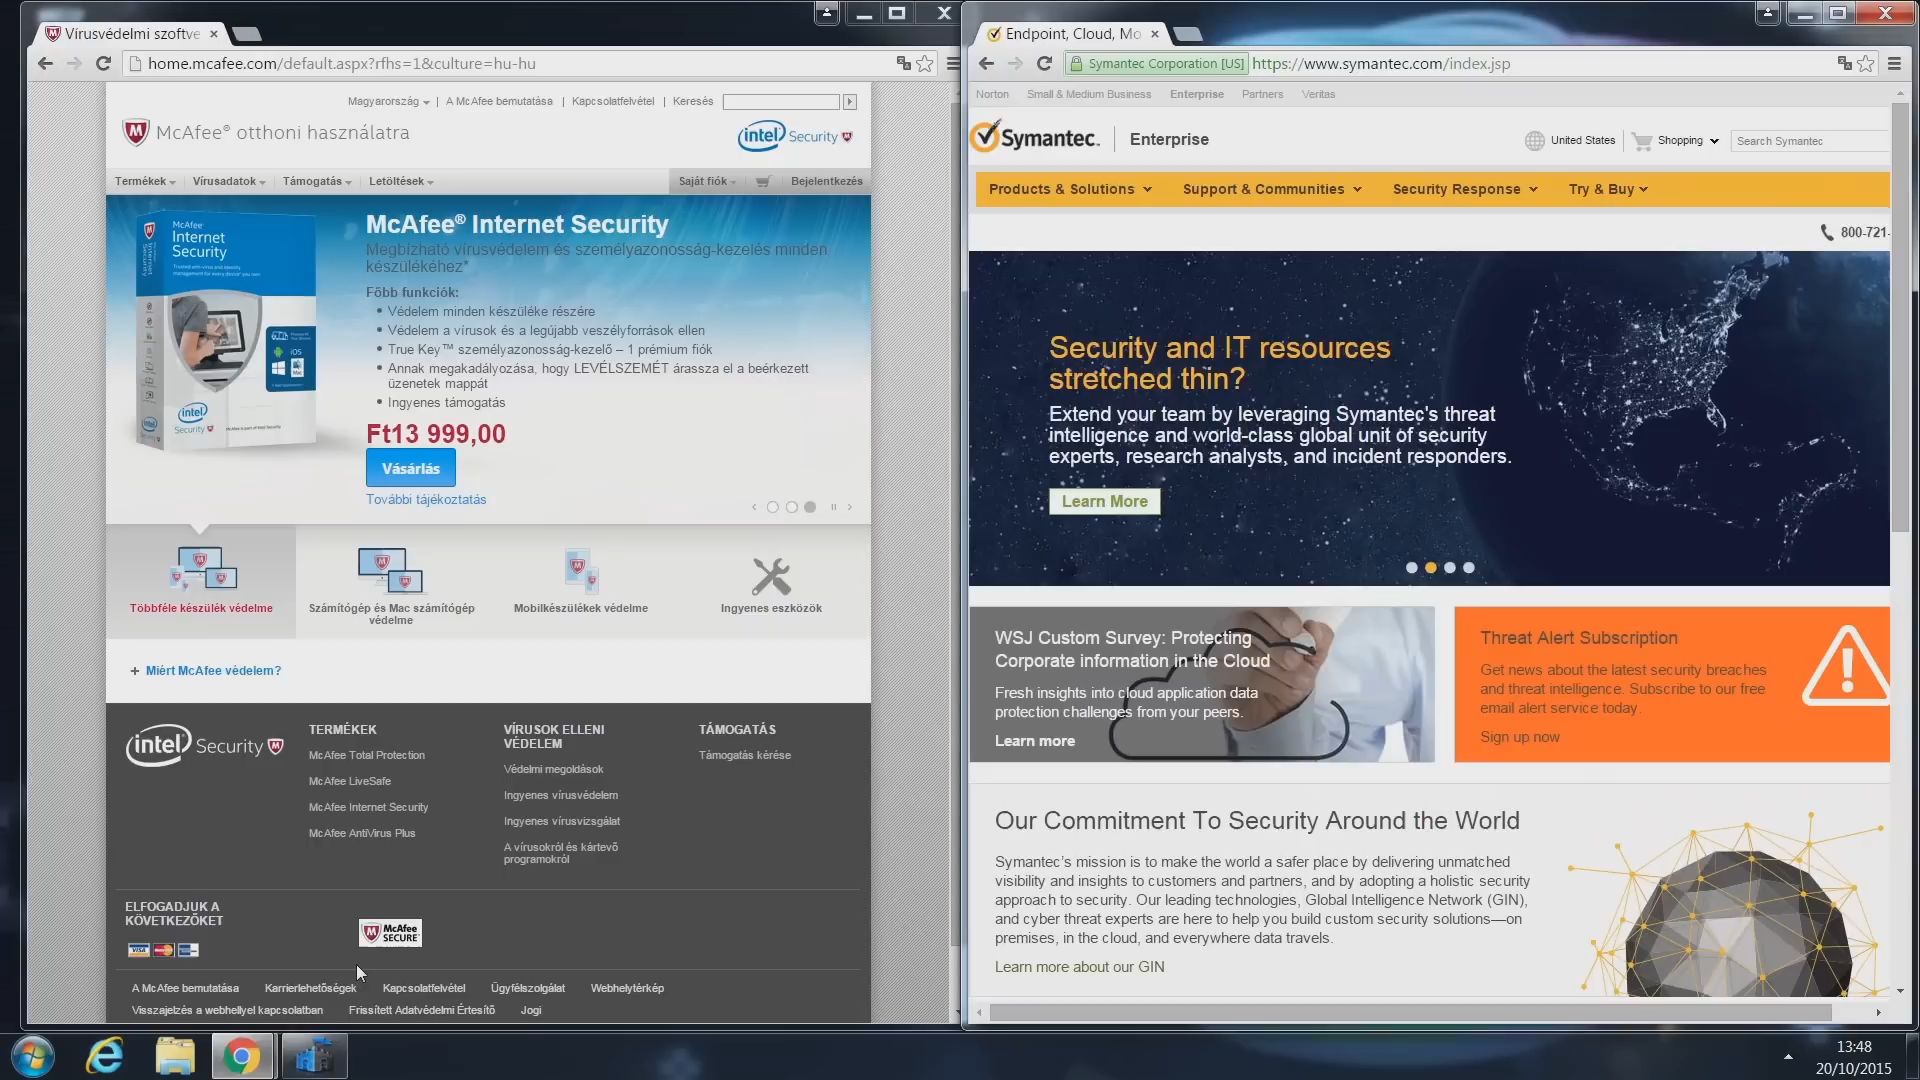 Vírusvédelmi szoftve
home.mcafee.com/default.aspx?rfhs=1&culture=hu-hu
Magyarország | A McAfee bemutatása | Kapcsolatfelvétel | Keresés
McAfee® otthoni használatra
intel Security
Termékek Vírusadatok Támogatás Letöltések Saját fiók Bejelentkezés
McAfee
Internet
Security
intel
Security
McAfee® Internet Security
Megbízható vírusvédelem és személyazonosság-kezelés minden
készülékéhez*
Főbb funkciók:
• Védelem minden készüléke részére
• Védelem a vírusok és a legújabb veszélyforrások ellen
• True Key™ személyazonosság-kezelő – 1 prémium fiók
• Annak megakadályozása, hogy LEVÉLSZEMÉT árassza el a beérkezett
üzenetek mappát
• Ingyenes támogatás
Ft13 999,00
Vásárlás
További tájékoztatás
Többféle készülék védelme
Számítógép és Mac számítógép
védelme
Mobilkészülékek védelme
Ingyenes eszközök
+ Miért McAfee védelem?
intel Security
TERMÉKEK
McAfee Total Protection
McAfee LiveSafe
McAfee Internet Security
McAfee AntiVirus Plus
VÍRUSOK ELLENI
VÉDELEM
Védelmi megoldások
Ingyenes vírusvédelem
Ingyenes vírusvizsgálat
A vírusokról és kártevő
programokról
TÁMOGATÁS
Támogatás kérése
ELFOGADJUK A
KÖVETKEZŐKET
VISA
McAfee
SECURE
A McAfee bemutatása Karrierlehetőségek Kapcsolatfelvétel Ügyfélszolgálat Webhelytérkép
Visszajelzés a webhellyel kapcsolatban Frissített Adatvédelmi Értesítő Jogi
Endpoint, Cloud, Mo
Symantec Corporation [US] https://www.symantec.com/index.jsp
Norton Small & Medium Business Enterprise Partners Veritas
Symantec. Enterprise
United States Shopping Search Symantec
Products & Solutions Support & Communities Security Response Try & Buy
800-721-
Security and IT resources
stretched thin?
Extend your team by leveraging Symantec's threat
intelligence and world-class global unit of security
experts, research analysts, and incident responders.
Learn More
WSJ Custom Survey: Protecting
Corporate information in the Cloud
Fresh insights into cloud application data
protection challenges from your peers.
Learn more
Threat Alert Subscription
Get news about the latest security breaches
and threat intelligence. Subscribe to our free
email alert service today.
Sign up now
Our Commitment To Security Around the World
Symantec's mission is to make the world a safer place by delivering unmatched
visibility and insights to customers and partners, and by adopting a holistic security
approach to security. Our leading technologies, Global Intelligence Network (GIN),
and cyber threat experts are here to help you build custom security solutions—on
premises, in the cloud, and everywhere data travels.
Learn more about our GIN
13:48
20/10/2015